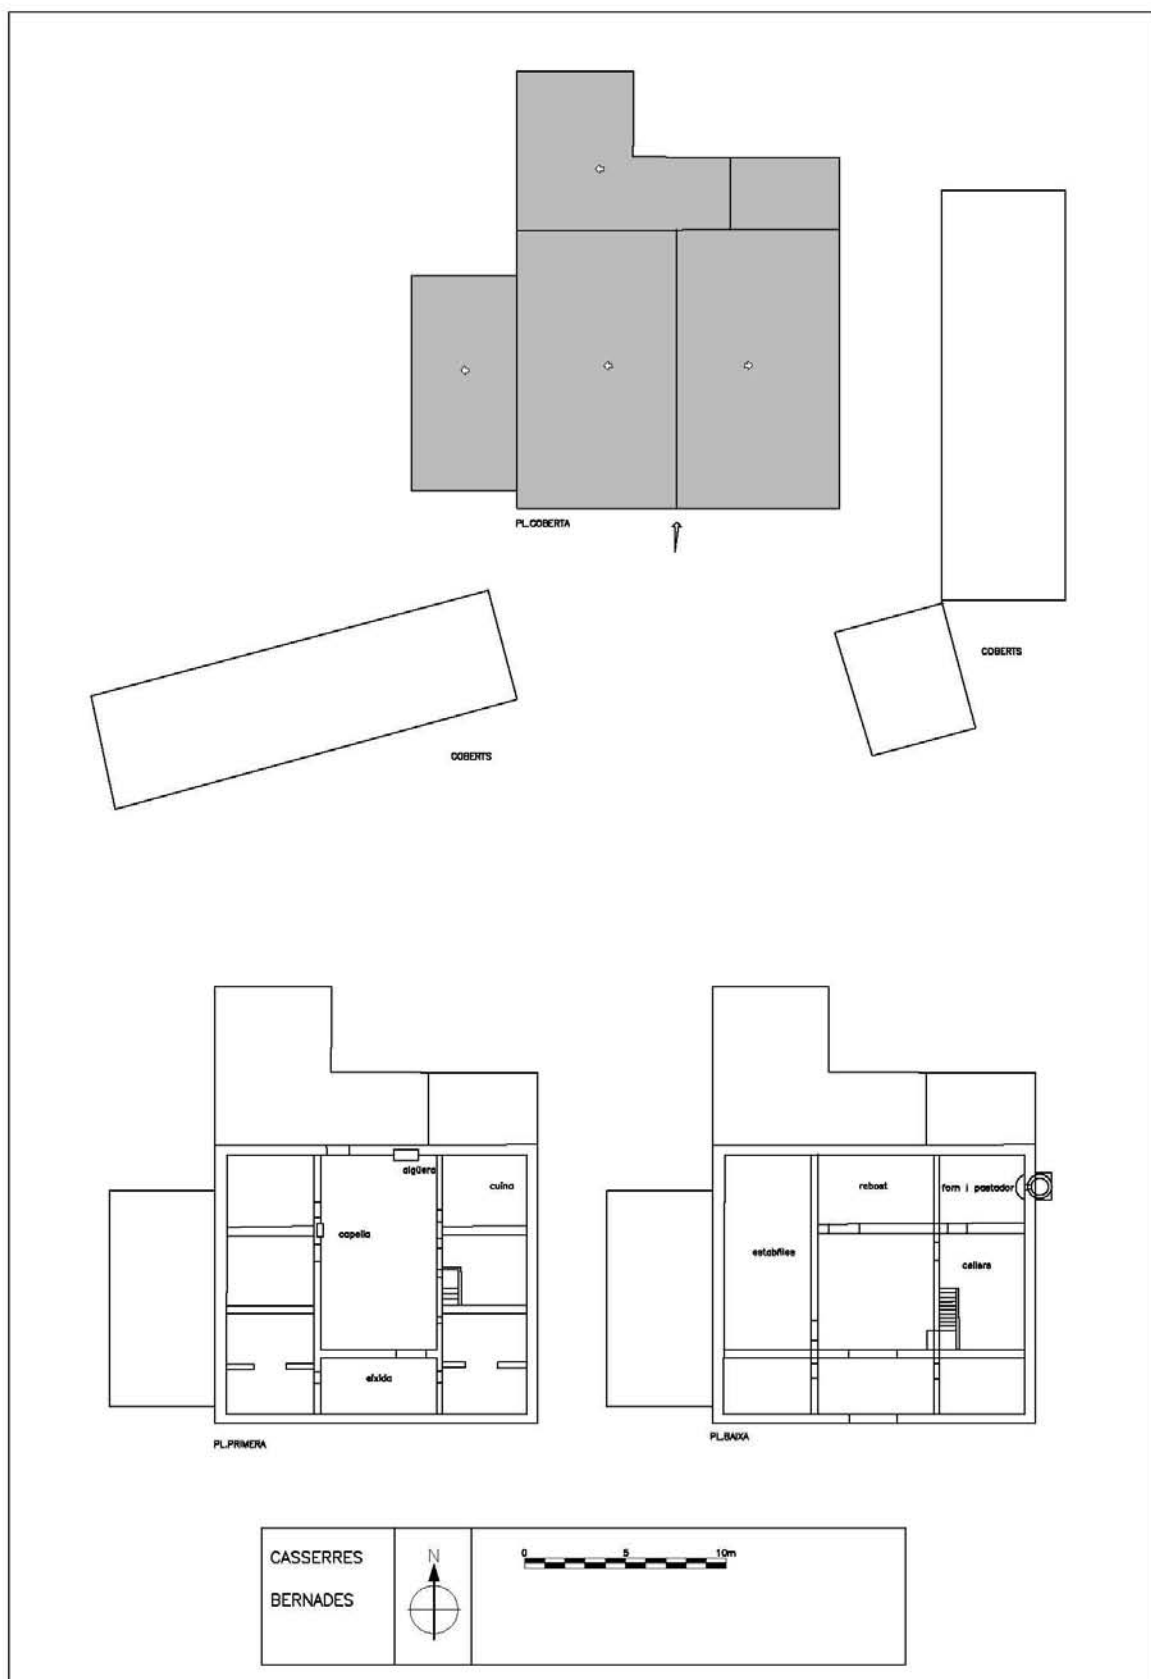 PL.COBERTA
COBERTS
COBERTS
aigüera
cuina
capella
eixida
PL.PRIMERA
rebost
forn i pastador
estables
cellers
PL.BAIXA
CASSERRES
BERNADES
N
0 5 10m